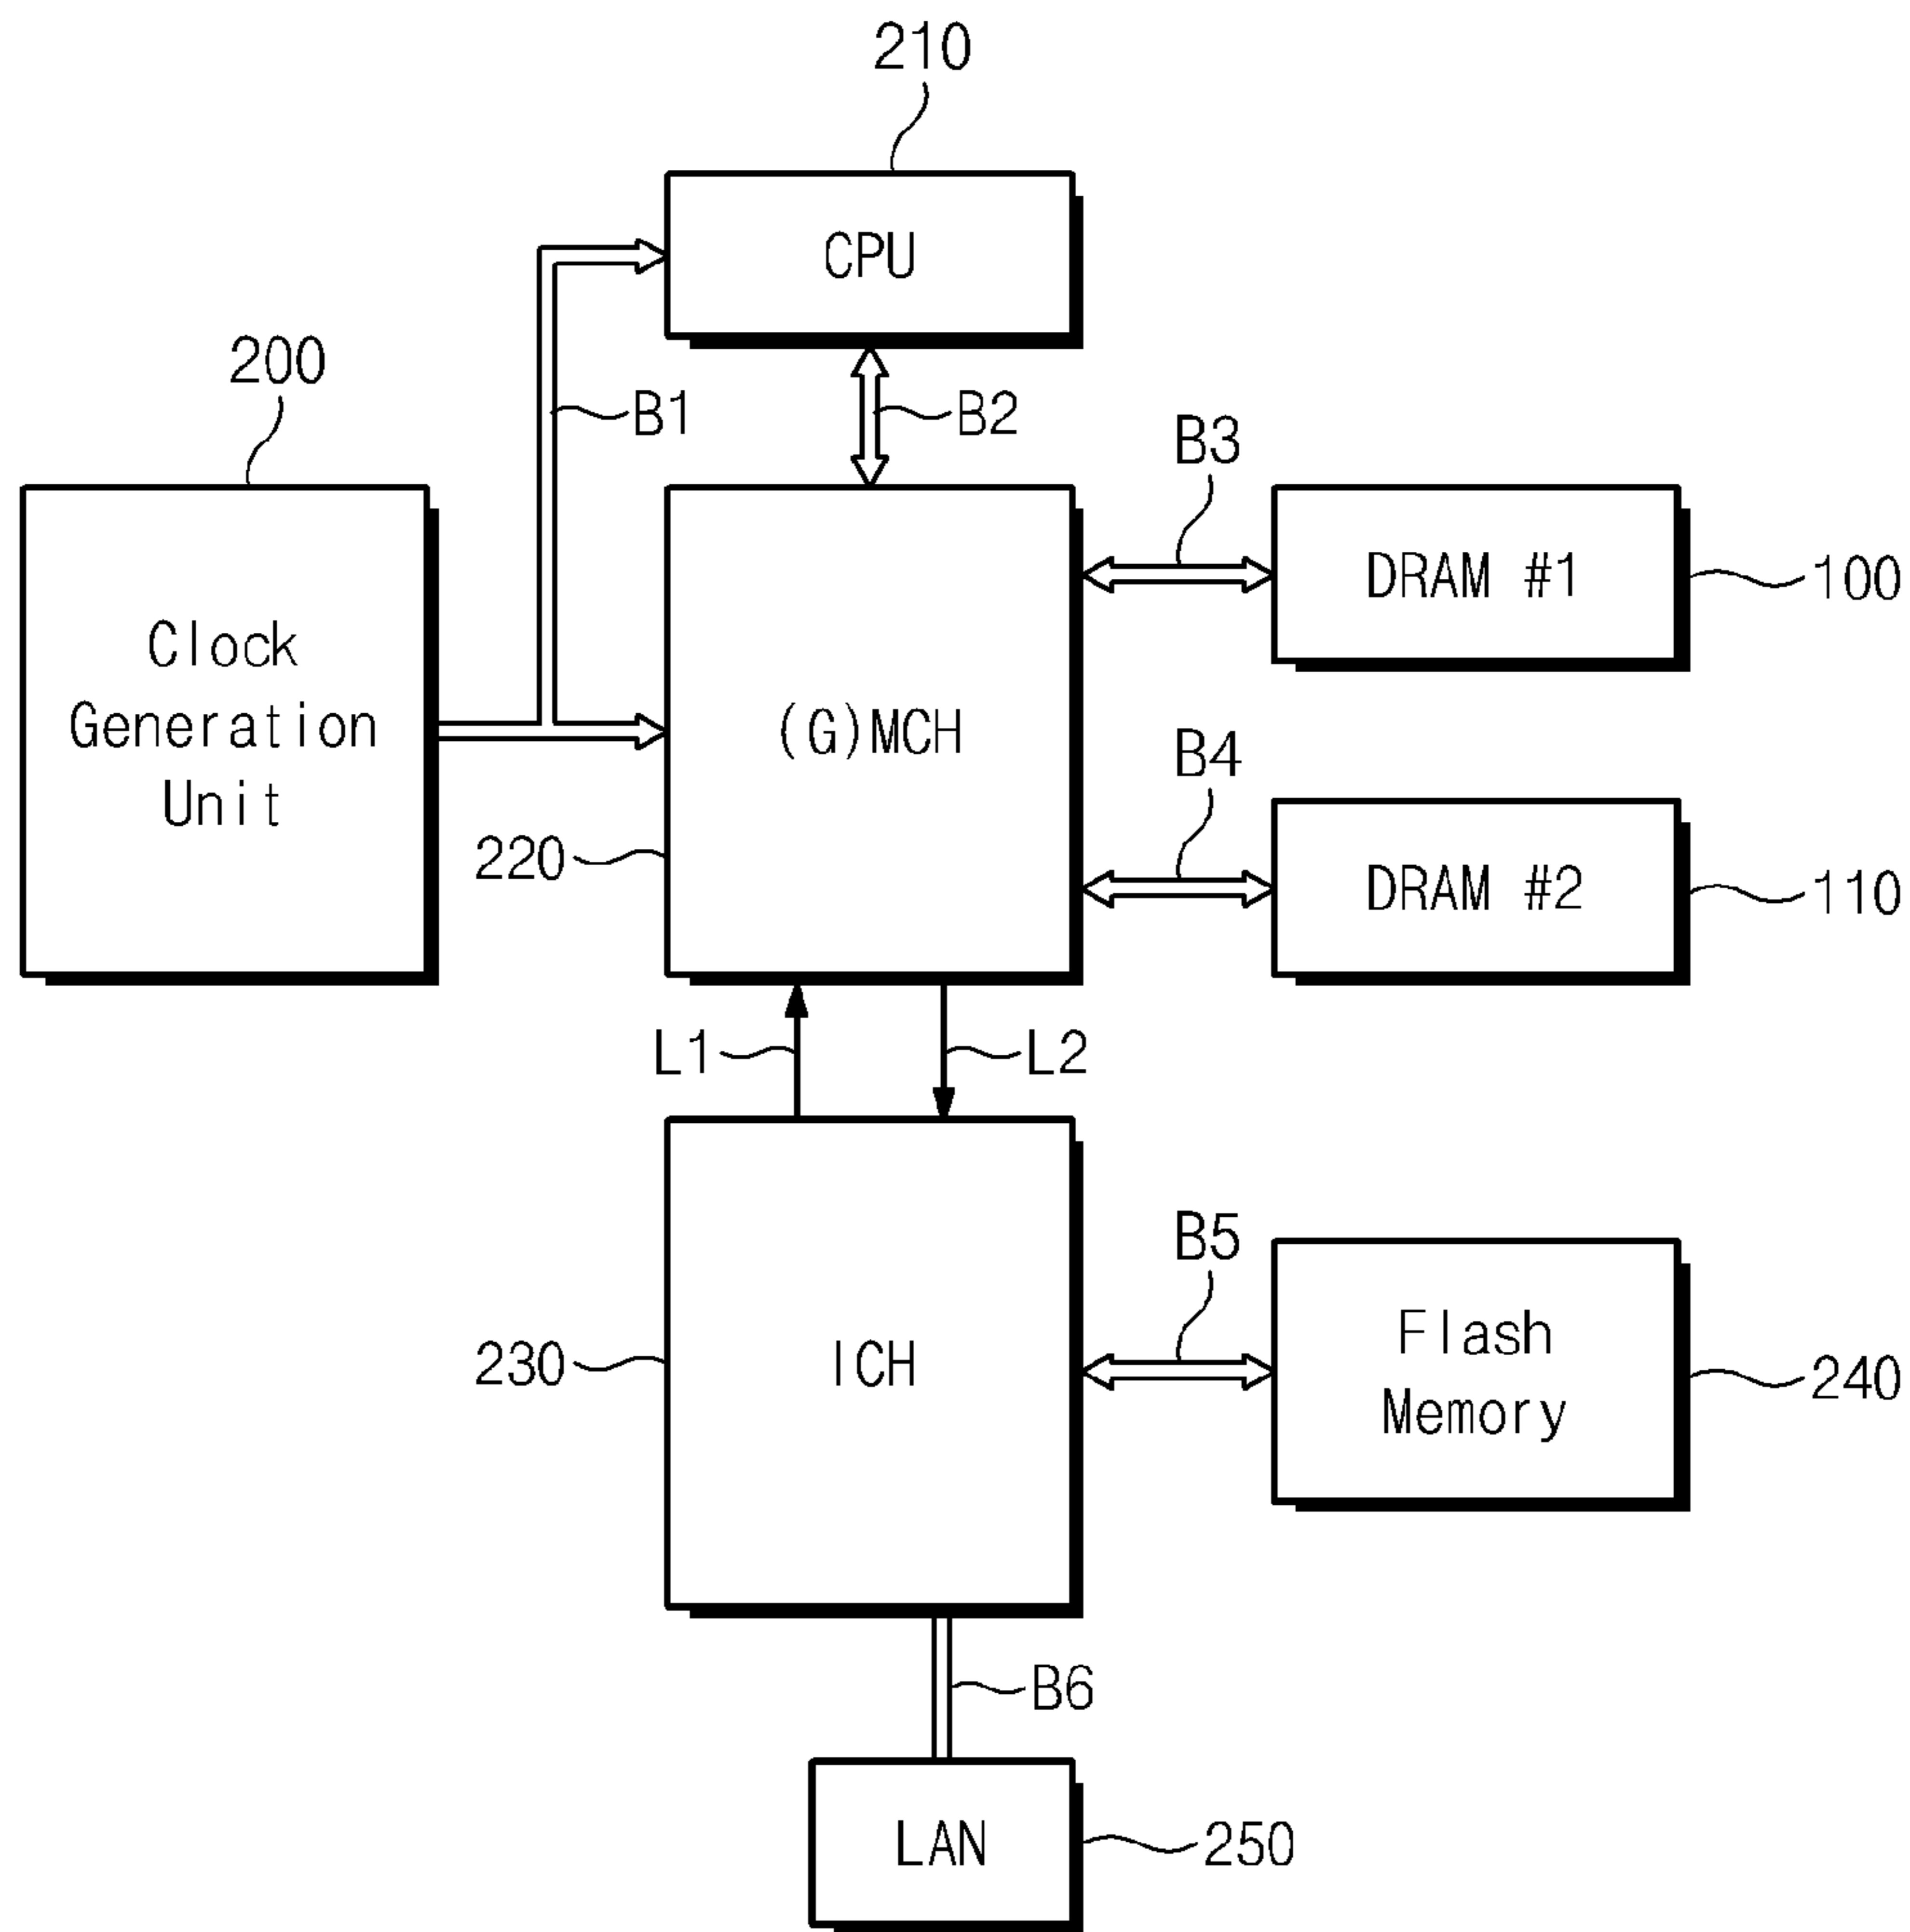 210
CPU
200
B1
B2
B3
Clock
Generation
Unit
(G)MCH
DRAM #1
100
B4
220
DRAM #2
110
L1
L2
B5
230
ICH
Flash
Memory
240
B6
LAN
250